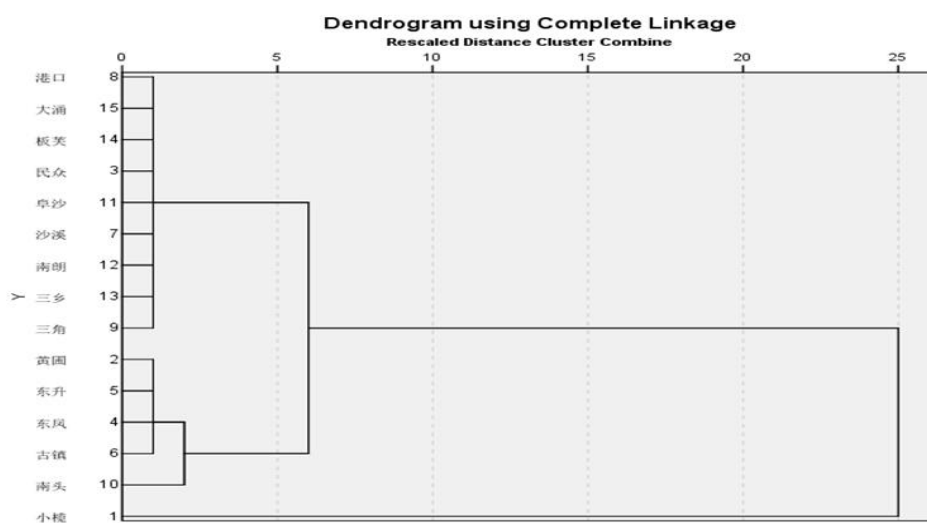 Dendrogram using Complete Linkage
Rescaled Distance Cluster Combine
0 5 10 15 20 25
港口 8
大涌 15
板芙 14
民众 3
阜沙 11
沙溪 7
南朗 12
Y
三乡 13
三角 9
黄圃 2
东升 5
东凤 4
古镇 6
南头 10
小榄 1